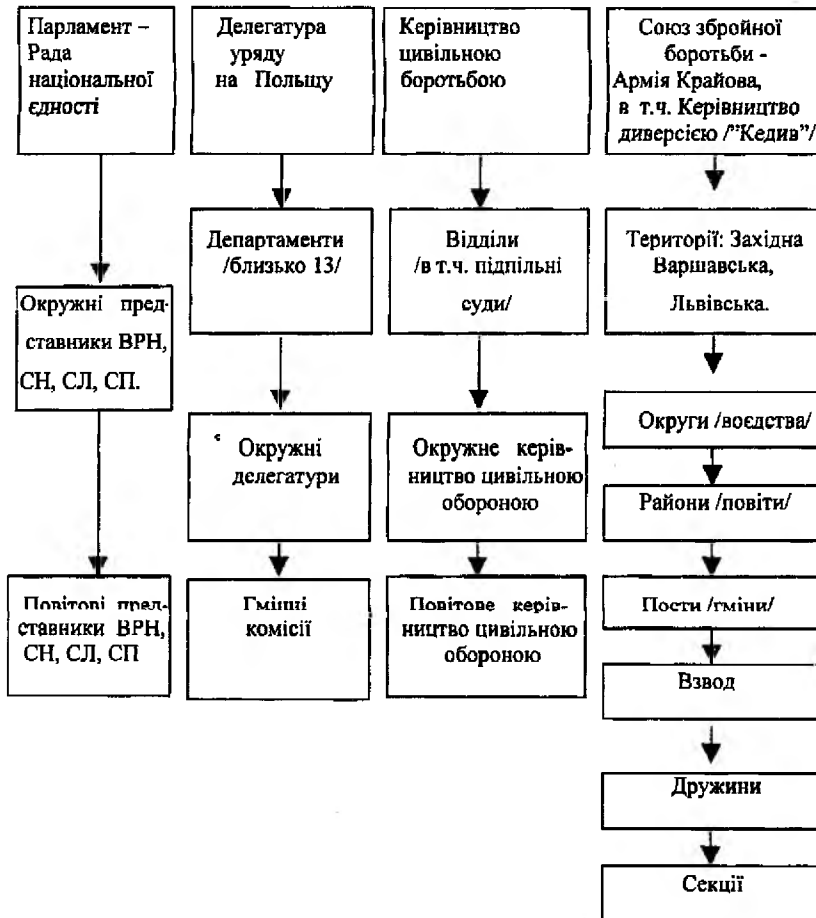 Парламент –
Рада
національної
єдності
Делегатура
уряду
на Польщу
Керівництво
цивільною
боротьбою
Союз збройної
боротьби -
Армія Крайова,
в т.ч. Керівництво
диверсією /"Кедив"/
Департаменти
/близько 13/
Відділи
/в т.ч. підпільні
суди/
Території: Західна
Варшавська,
Львівська.
Окружні пред-
ставники ВРН,
СН, СЛ, СП.
Окружні
делегатури
Окружне керів-
ництво цивільною
обороною
Округи /воєдства/
Райони /повіти/
Повітові пред-
ставники ВРН,
СН, СЛ, СП
Гмінні
комісії
Повітове керів-
ництво цивільною
обороною
Пости /гміни/
Взвод
Дружини
Секції